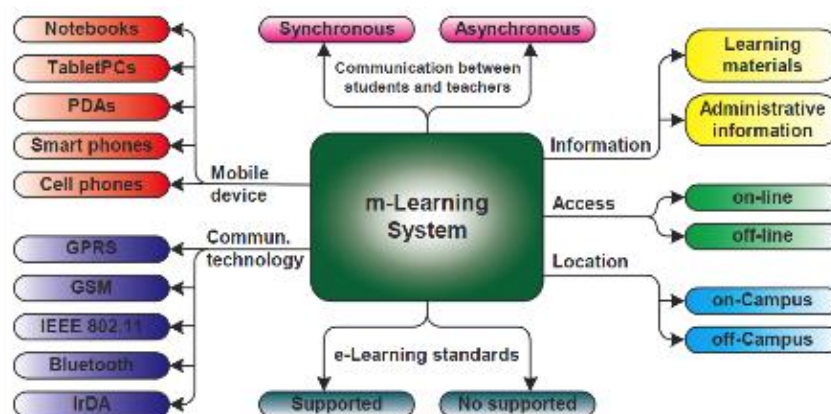 Notebooks
TabletPCs
PDAs
Smart phones
Cell phones
Mobile
device
Synchronous
Asynchronous
Communication between
students and teachers
Learning
materials
Administrative
information
Information
m-Learning
System
Access
on-line
off-line
Location
on-Campus
off-Campus
Commun.
technology
GPRS
GSM
IEEE 802.11
Bluetooth
IrDA
e-Learning standards
Supported
No supported